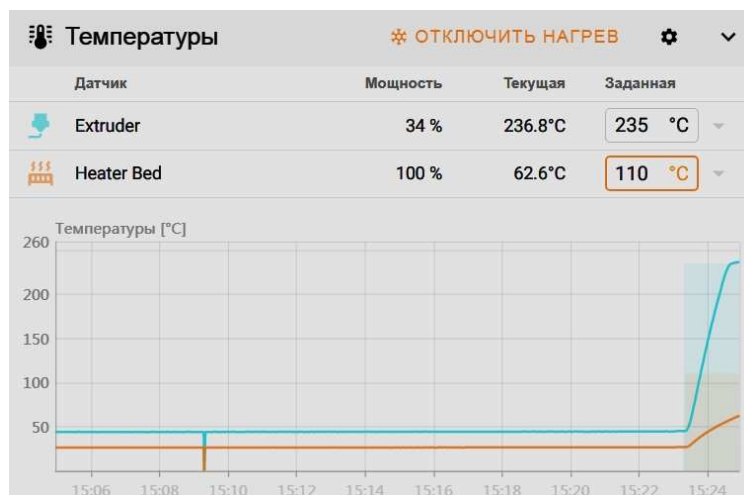 Температуры ОТКЛЮЧИТЬ НАГРЕВ
Датчик Мощность Текущая Заданная
Extruder 34 % 236.8°C 235 °C
Heater Bed 100 % 62.6°C 110 °C
Температуры [°C]
260
200
150
100
50
15:06 15:08 15:10 15:12 15:14 15:16 15:18 15:20 15:22 15:24